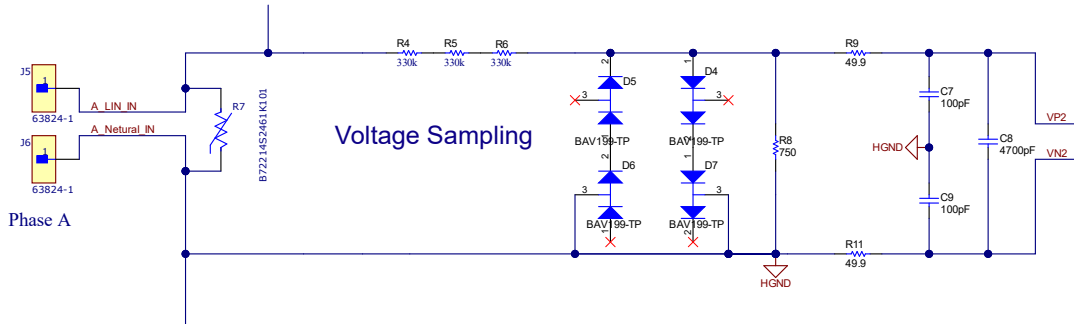 J5
1
63824-1
A_LIN_IN
J6
1
63824-1
A_Netural_IN
Phase A
R7
B72214S2461K101
Voltage Sampling
R4
330k
R5
330k
R6
330k
2
D5
3
1
BAV199-TP
2
D6
3
1
BAV199-TP
1
D4
3
2
BAV199-TP
1
D7
3
2
BAV199-TP
R8
750
HGND
R9
49.9
R11
49.9
C7
100pF
HGND
C9
100pF
C8
4700pF
VP2
VN2